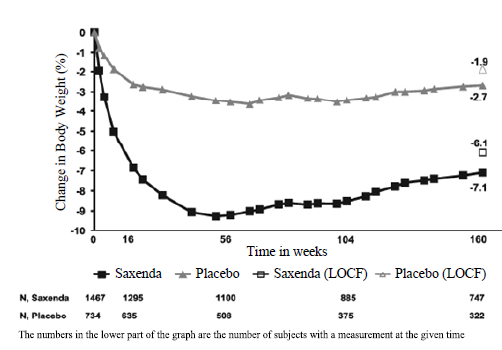 0
-1
-2
-3
-4
-5
-6
-7
-8
-9
-10
Change in Body Weight (%)
-1.9
-2.7
-6.1
-7.1
0 16 56 104 160
Time in weeks
Saxenda Placebo Saxenda (LOCF) Placebo (LOCF)
N, Saxenda 1467 1295 1100 885 747
N, Placebo 734 635 508 375 322
The numbers in the lower part of the graph are the number of subjects with a measurement at the given time